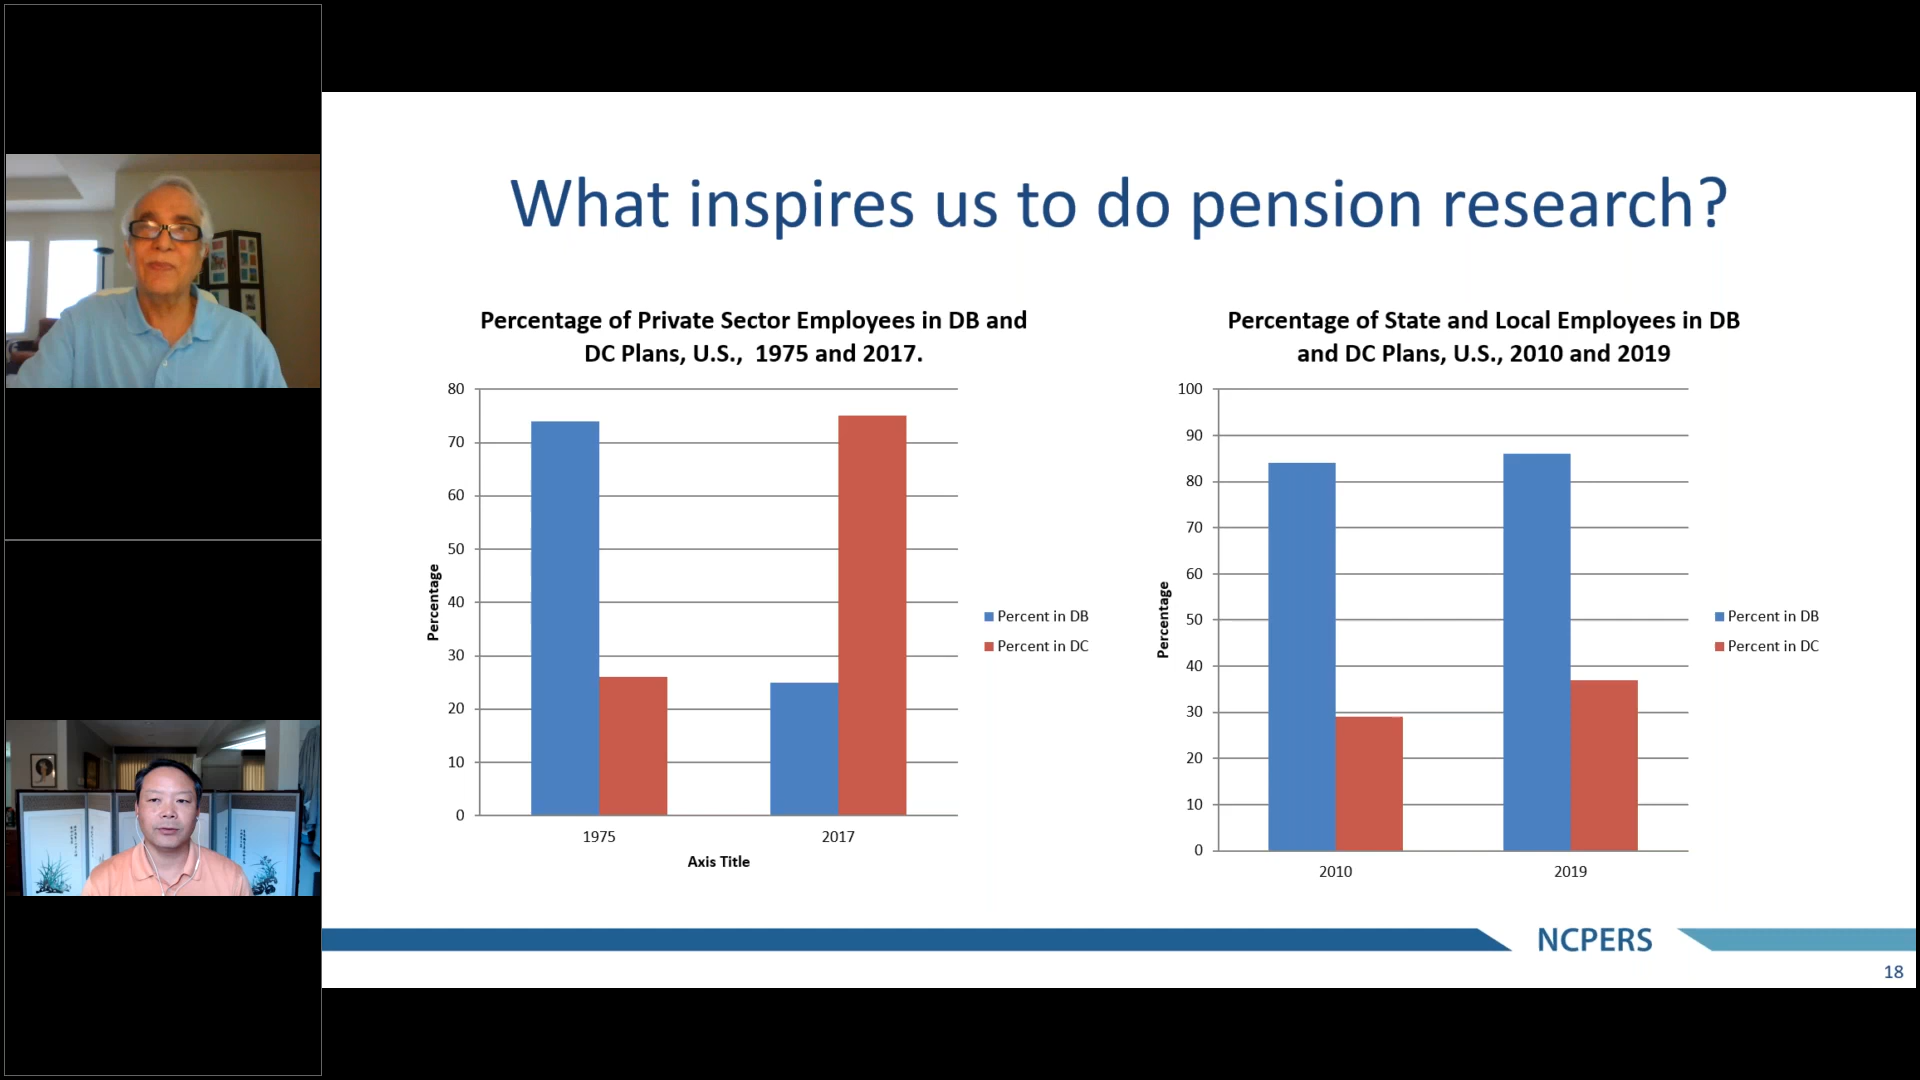 What inspires us to do pension research?
Percentage of Private Sector Employees in DB and
DC Plans, U.S.,  1975 and 2017.
80
70
60
50
40
30
20
10
0
Percentage
1975
2017
Axis Title
Percent in DB
Percent in DC
Percentage of State and Local Employees in DB
and DC Plans, U.S., 2010 and 2019
100
90
80
70
60
50
40
30
20
10
0
Percentage
2010
2019
Percent in DB
Percent in DC
NCPERS
18